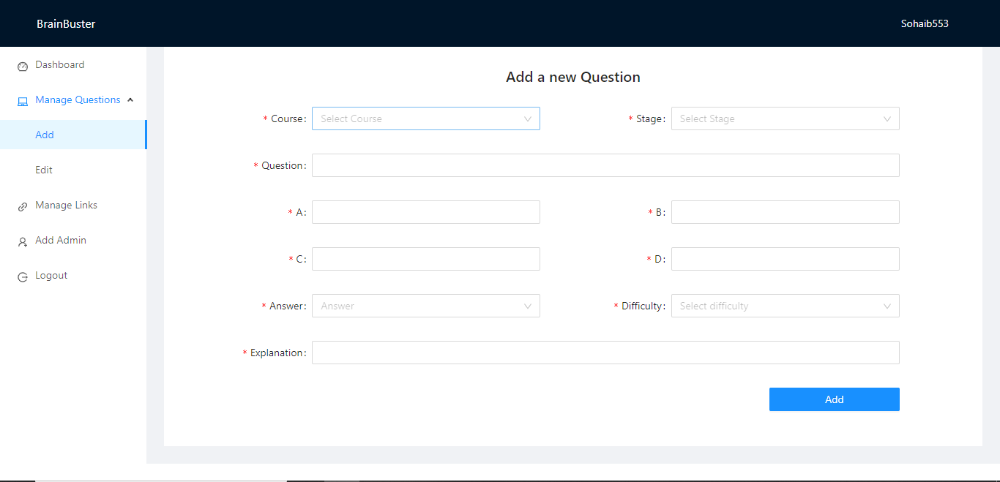 BrainBuster
Sohaib553
Dashboard
Manage Questions
Add
Edit
Manage Links
Add Admin
Logout
Add a new Question
* Course: Select Course
* Stage: Select Stage
* Question:
* A:
* B:
* C:
* D:
* Answer: Answer
* Difficulty: Select difficulty
* Explanation:
Add